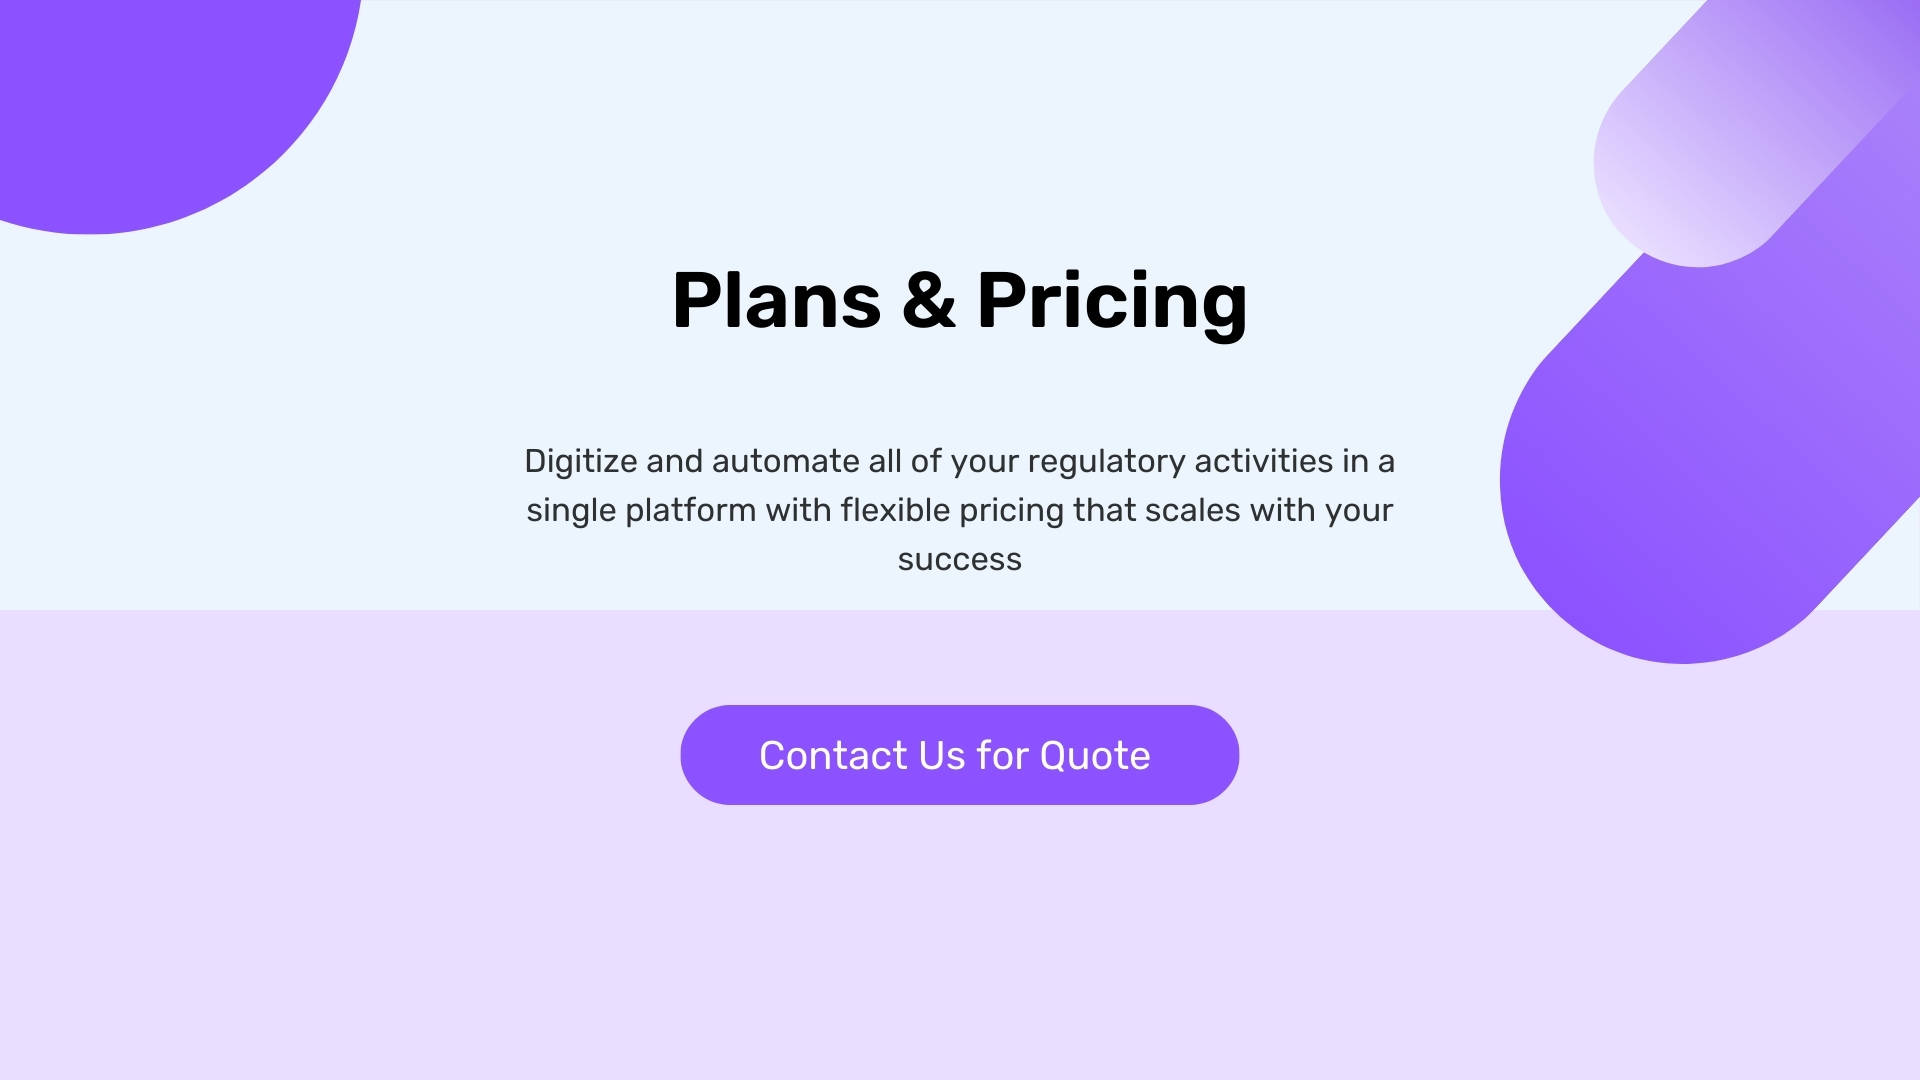 Plans & Pricing
Digitize and automate all of your regulatory activities in a
single platform with flexible pricing that scales with your
success
Contact Us for Quote